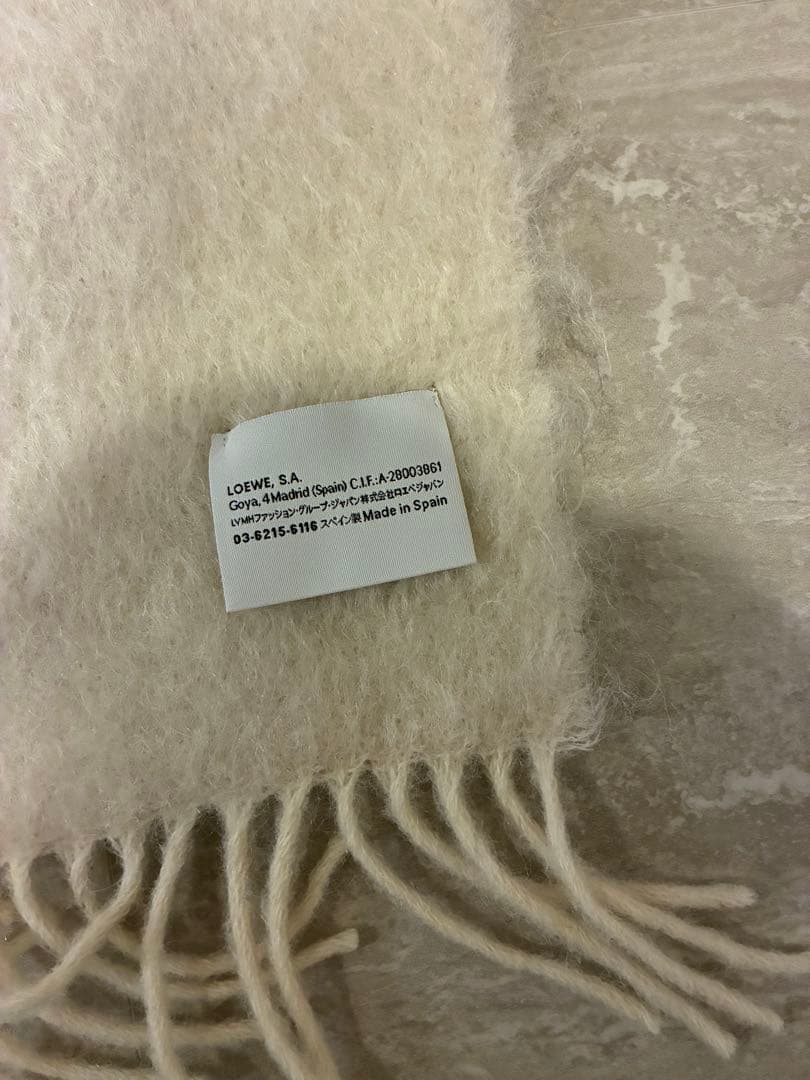 LOEWE, S.A.
Goya, 4 Madrid (Spain) C.I.F.:A-28003861
LVMHファッション・グループ・ジャパン株式会社ロエベジャパン
03-6215-6116 スペイン製 Made in Spain